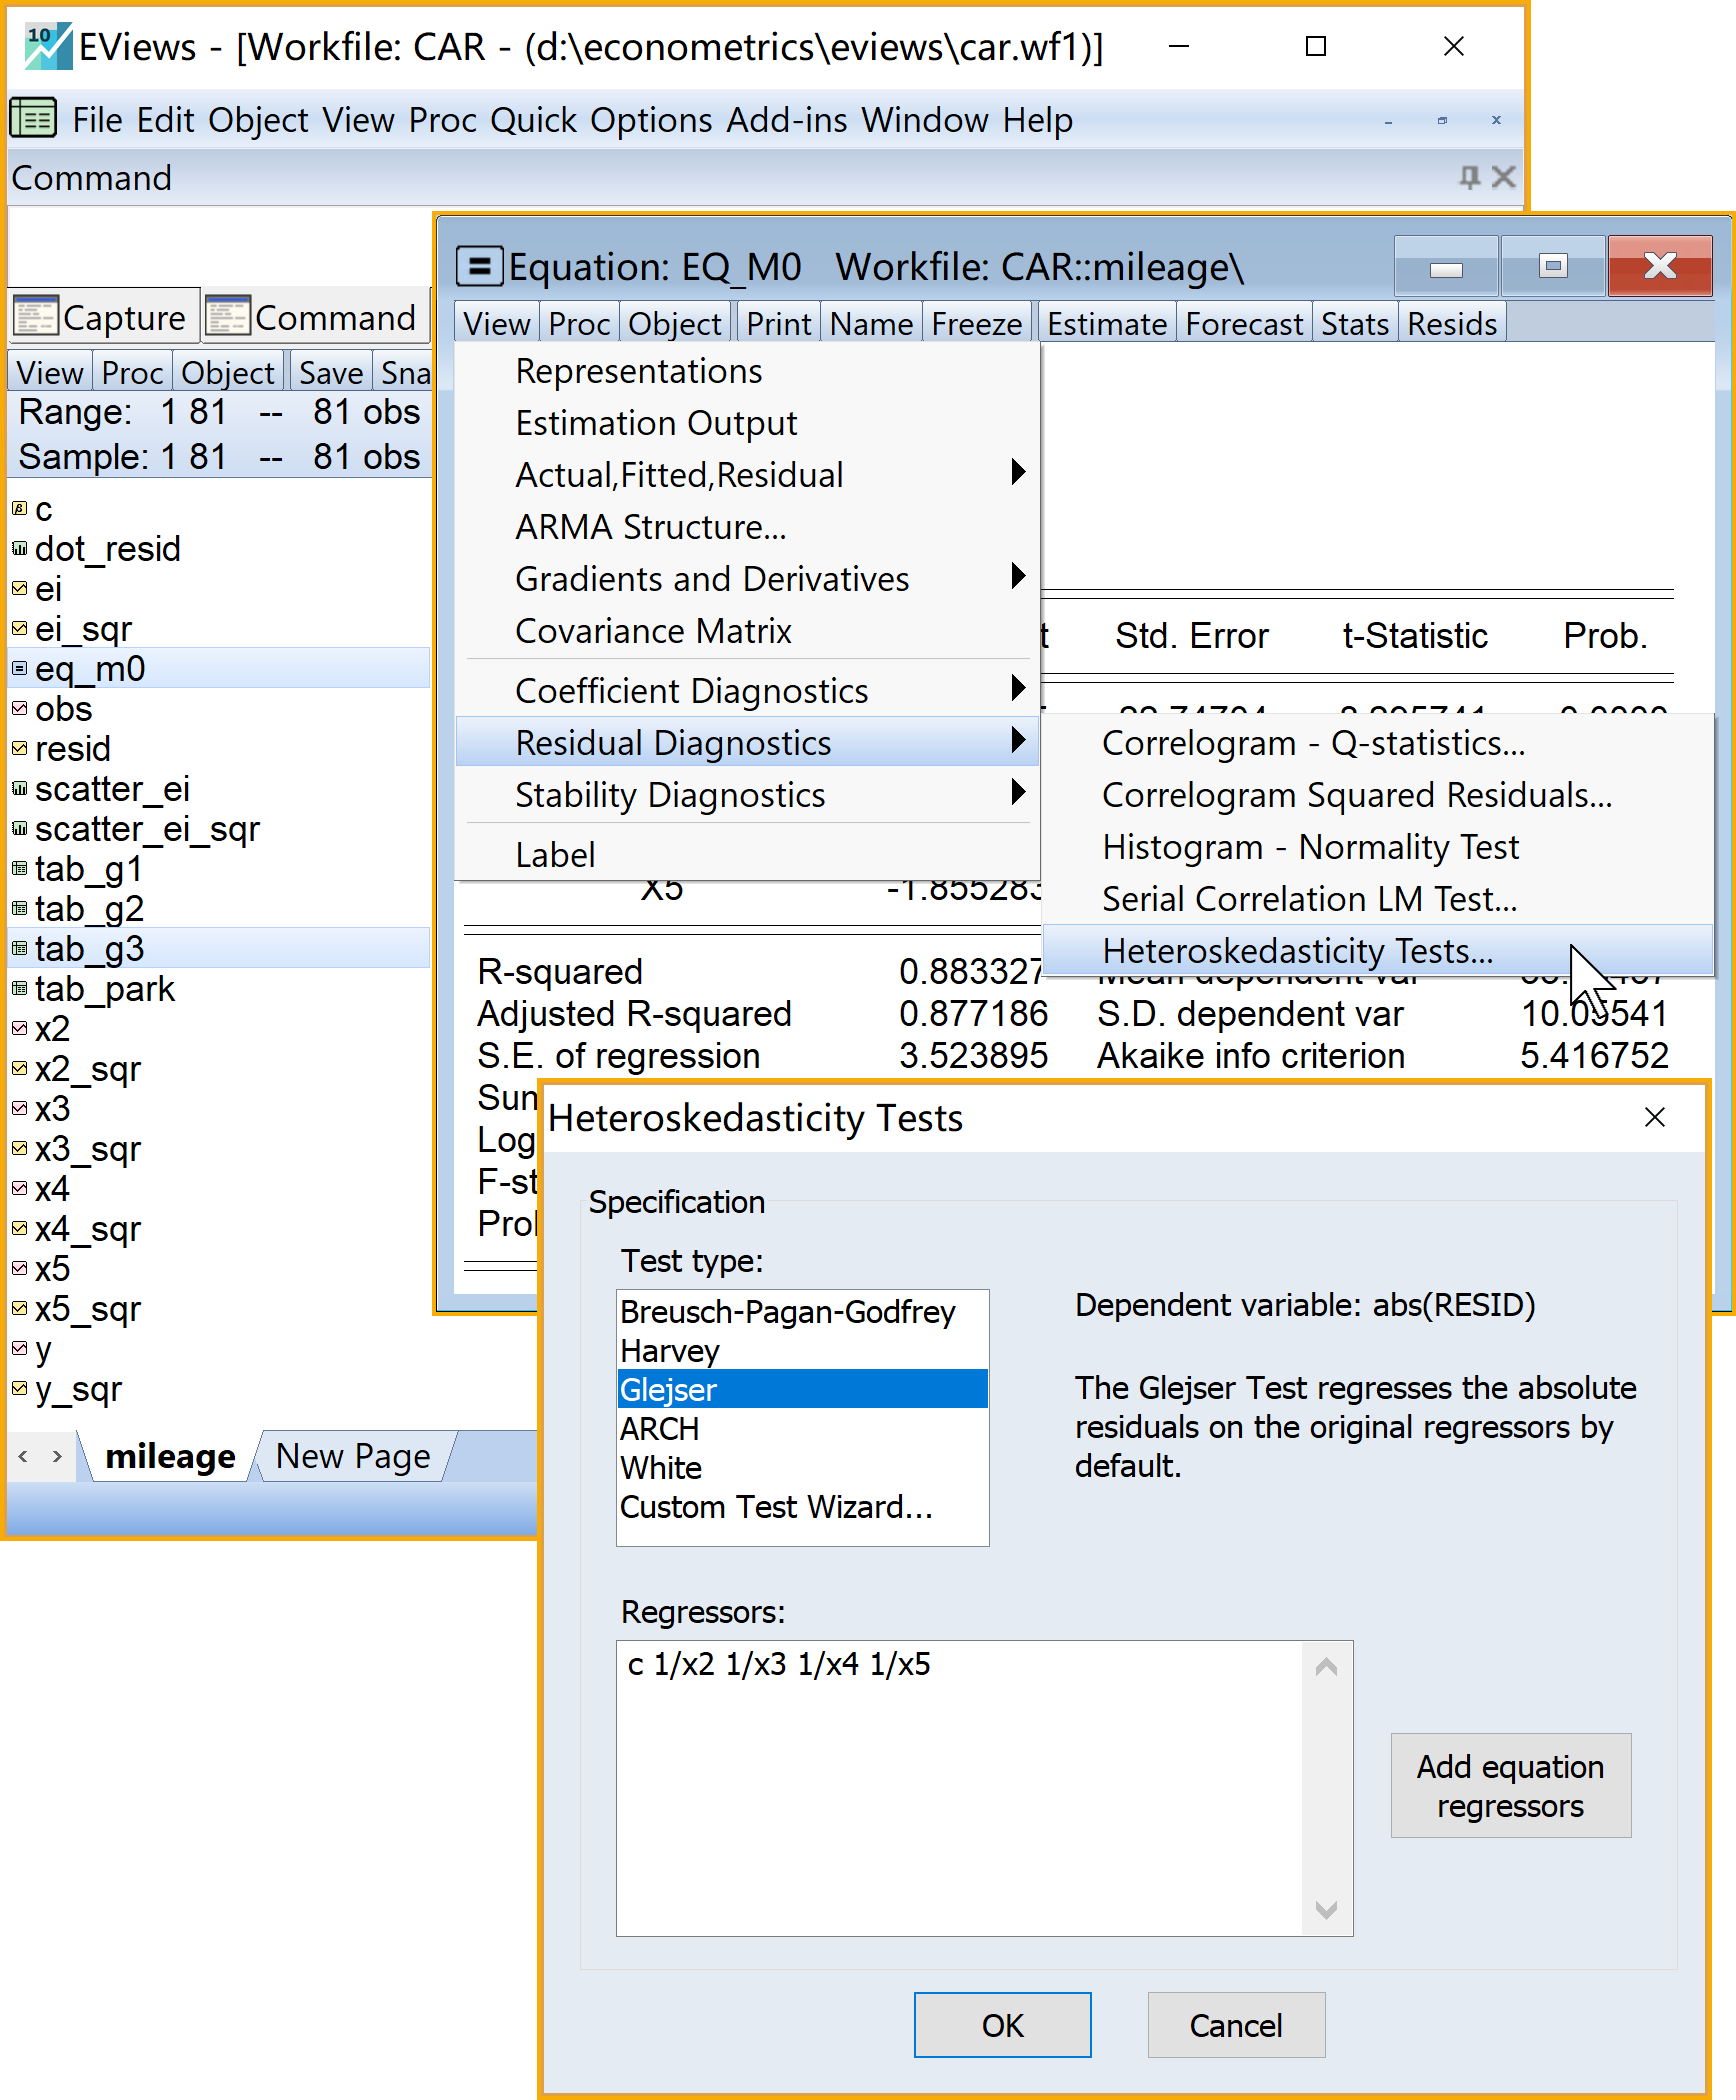 10 EViews - [Workfile: CAR - (d:\econometrics\eviews\car.wf1)]
File Edit Object View Proc Quick Options Add-ins Window Help
Command
Capture Command
View Proc Object Save Sna
Range: 1 81 -- 81 obs
Sample: 1 81 -- 81 obs
c
dot_resid
ei
ei_sqr
eq_m0
obs
resid
scatter_ei
scatter_ei_sqr
tab_g1
tab_g2
tab_g3
tab_park
x2
x2_sqr
x3
x3_sqr
x4
x4_sqr
x5
x5_sqr
y
y_sqr
mileage New Page
Equation: EQ_M0 Workfile: CAR::mileage\
View Proc Object Print Name Freeze Estimate Forecast Stats Resids
Representations
Estimation Output
Actual,Fitted,Residual
ARMA Structure...
Gradients and Derivatives
Covariance Matrix
Coefficient Diagnostics
Residual Diagnostics
Stability Diagnostics
Label
t Std. Error t-Statistic Prob.
Correlogram - Q-statistics...
Correlogram Squared Residuals...
Histogram - Normality Test
Serial Correlation LM Test...
Heteroskedasticity Tests...
X5 -1.855283
R-squared 0.883327 Mean dependent var
Adjusted R-squared 0.877186 S.D. dependent var 10.05541
S.E. of regression 3.523895 Akaike info criterion 5.416752
Sum
Log
F-st
Prob
Heteroskedasticity Tests
Specification
Test type:
Breusch-Pagan-Godfrey
Harvey
Glejser
ARCH
White
Custom Test Wizard...
Dependent variable: abs(RESID)
The Glejser Test regresses the absolute
residuals on the original regressors by
default.
Regressors:
c 1/x2 1/x3 1/x4 1/x5
Add equation
regressors
OK Cancel